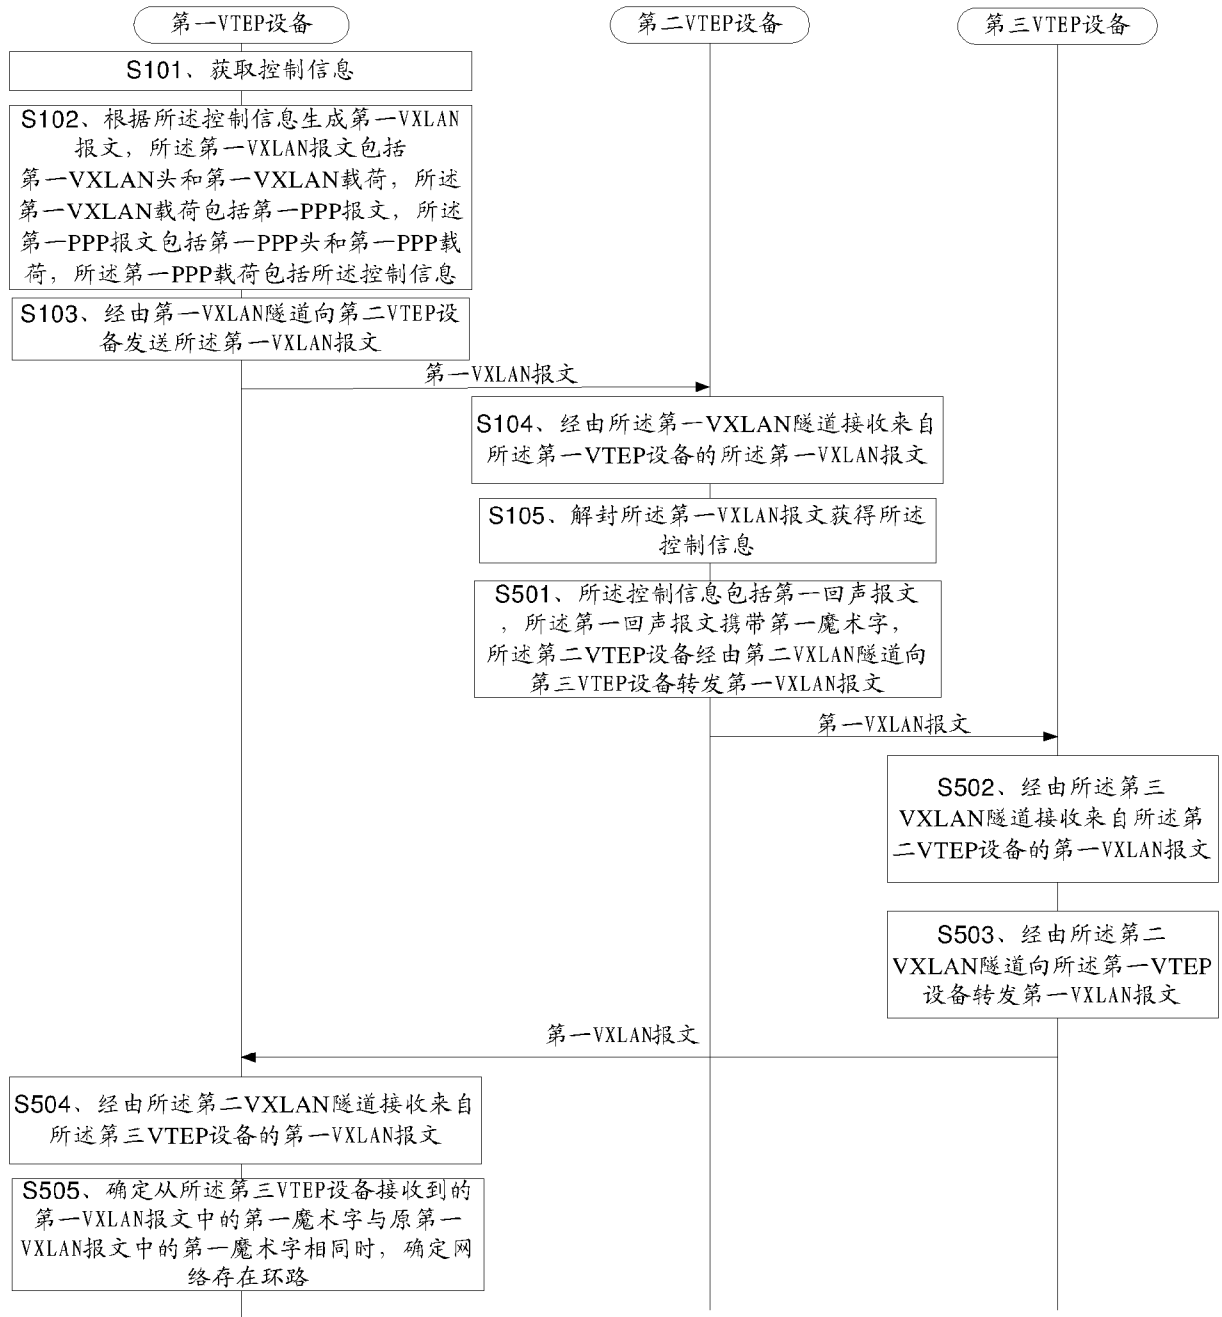 第一VTEP设备
第二VTEP设备
第三VTEP设备
S101、获取控制信息
S102、根据所述控制信息生成第一VXLAN
报文，所述第一VXLAN报文包括
第一VXLAN头和第一VXLAN载荷，所述
第一VXLAN载荷包括第一PPP报文，所述
第一PPP报文包括第一PPP头和第一PPP载
荷，所述第一PPP载荷包括所述控制信息
S103、经由第一VXLAN隧道向第二VTEP设
备发送所述第一VXLAN报文
第一VXLAN报文
S104、经由所述第一VXLAN隧道接收来自
所述第一VTEP设备的所述第一VXLAN报文
S105、解封所述第一VXLAN报文获得所述
控制信息
S501、所述控制信息包括第一回声报文
，所述第一回声报文携带第一魔术字，
所述第二VTEP设备经由第二VXLAN隧道向
第三VTEP设备转发第一VXLAN报文
第一VXLAN报文
S502、经由所述第三
VXLAN隧道接收来自所述第
二VTEP设备的第一VXLAN报文
S503、经由所述第二
VXLAN隧道向所述第一VTEP
设备转发第一VXLAN报文
第一VXLAN报文
S504、经由所述第二VXLAN隧道接收来自
所述第三VTEP设备的第一VXLAN报文
S505、确定从所述第三VTEP设备接收到的
第一VXLAN报文中的第一魔术字与原第一
VXLAN报文中的第一魔术字相同时，确定网
络存在环路